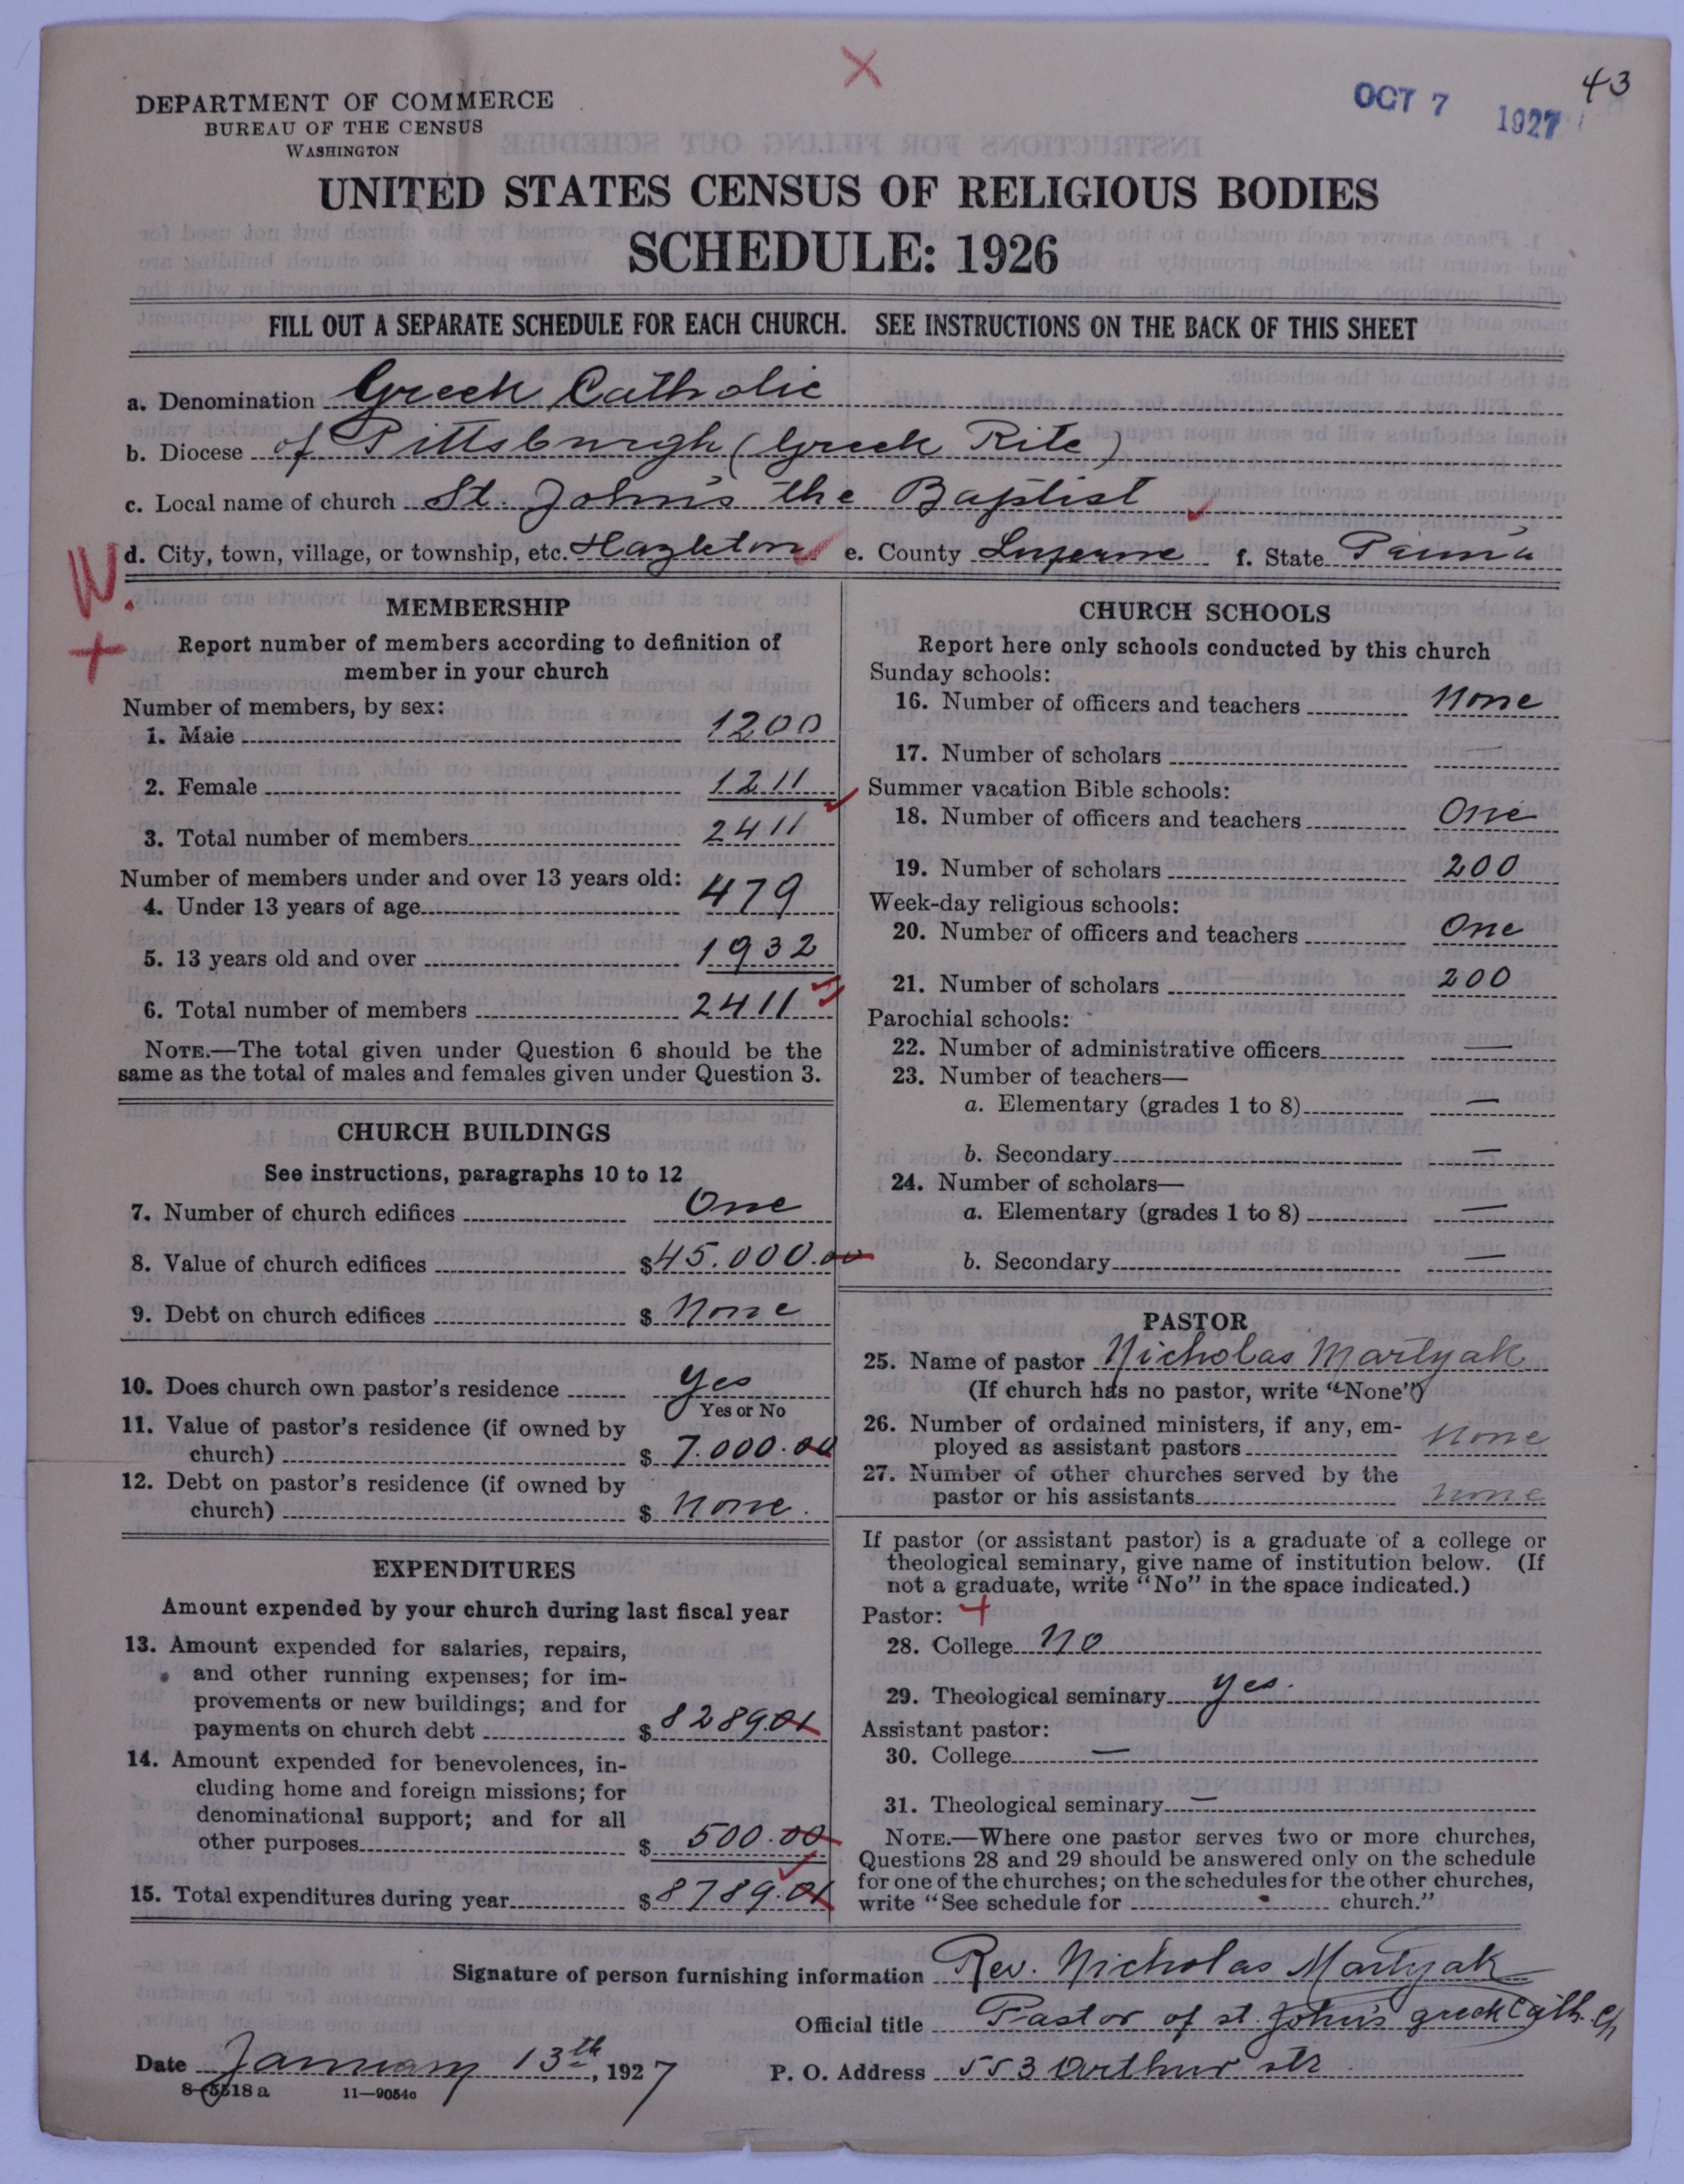 43
OCT 7 1927
DEPARTMENT OF COMMERCE
BUREAU OF THE CENSUS
WASHINGTON
UNITED STATES CENSUS OF RELIGIOUS BODIES
SCHEDULE: 1926
FILL OUT A SEPARATE SCHEDULE FOR EACH CHURCH. SEE INSTRUCTIONS ON THE BACK OF THIS SHEET
a. Denomination Greek Catholic
b. Diocese of Pittsburgh (Greek Rite)
c. Local name of church St. John's the Baptist
d. City, town, village, or township, etc. Hazleton e. County Luzerne f. State Penn'a
W.
MEMBERSHIP
Report number of members according to definition of
member in your church
Number of members, by sex:
1. Male 1200
2. Female 1211
3. Total number of members 2411
Number of members under and over 13 years old:
4. Under 13 years of age 479
5. 13 years old and over 1932
6. Total number of members 2411
NOTE.—The total given under Question 6 should be the
same as the total of males and females given under Question 3.
CHURCH BUILDINGS
See instructions, paragraphs 10 to 12
7. Number of church edifices One
8. Value of church edifices $45.000.00
9. Debt on church edifices $ None
10. Does church own pastor's residence Yes
Yes or No
11. Value of pastor's residence (if owned by
church) $ 7.000.00
12. Debt on pastor's residence (if owned by
church) $ None.
EXPENDITURES
Amount expended by your church during last fiscal year
13. Amount expended for salaries, repairs,
and other running expenses; for im-
provements or new buildings; and for
payments on church debt $8289.01
14. Amount expended for benevolences, in-
cluding home and foreign missions; for
denominational support; and for all
other purposes $ 500.00
15. Total expenditures during year $8789.01
CHURCH SCHOOLS
Report here only schools conducted by this church
Sunday schools:
16. Number of officers and teachers None
17. Number of scholars —
Summer vacation Bible schools:
18. Number of officers and teachers One
19. Number of scholars 200
Week-day religious schools:
20. Number of officers and teachers One
21. Number of scholars 200
Parochial schools:
22. Number of administrative officers —
23. Number of teachers—
a. Elementary (grades 1 to 8) —
b. Secondary —
24. Number of scholars—
a. Elementary (grades 1 to 8) —
b. Secondary —
PASTOR
25. Name of pastor Nicholas Martyak
(If church has no pastor, write "None")
26. Number of ordained ministers, if any, em-
ployed as assistant pastors None
27. Number of other churches served by the
pastor or his assistants None
If pastor (or assistant pastor) is a graduate of a college or
theological seminary, give name of institution below. (If
not a graduate, write "No" in the space indicated.)
Pastor:
28. College No
29. Theological seminary Yes.
Assistant pastor:
30. College —
31. Theological seminary —
NOTE.—Where one pastor serves two or more churches,
Questions 28 and 29 should be answered only on the schedule
for one of the churches; on the schedules for the other churches,
write "See schedule for church."
Signature of person furnishing information Rev. Nicholas Martyak
Official title Pastor of st. John's greek Cath. Ch
Date January 13th, 1927 P. O. Address 553 Arthur str.
8-5518a 11—9054c